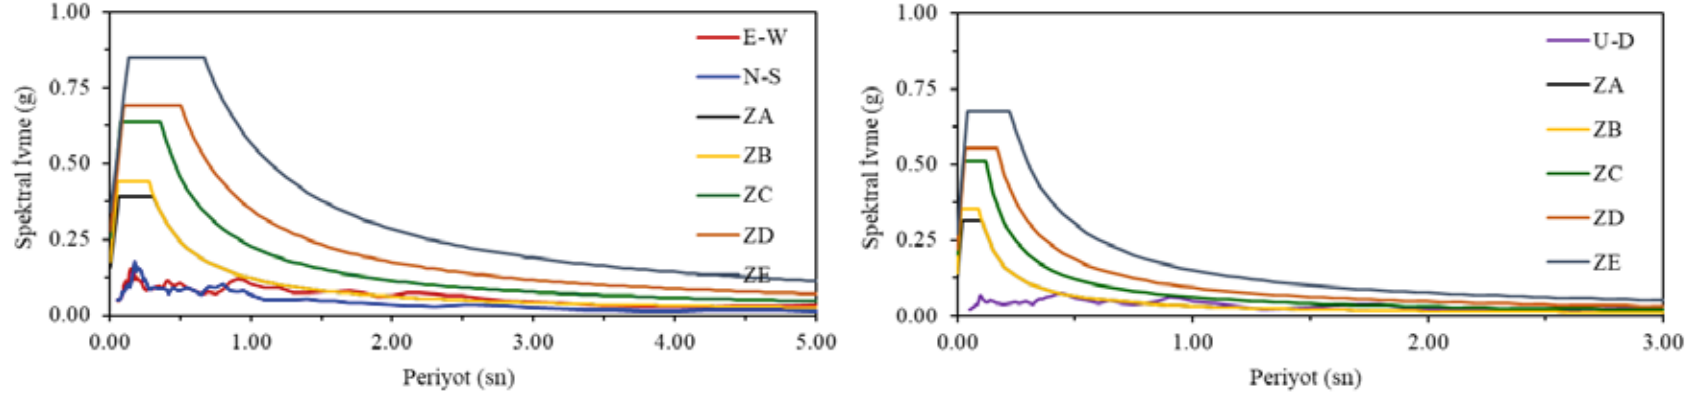 1.00
0.75
0.50
0.25
0.00
Spektral İvme (g)
0.00 1.00 2.00 3.00 4.00 5.00
Periyot (sn)
E-W
N-S
ZA
ZB
ZC
ZD
ZE
1.00
0.75
0.50
0.25
0.00
Spektral İvme (g)
0.00 1.00 2.00 3.00
Periyot (sn)
U-D
ZA
ZB
ZC
ZD
ZE